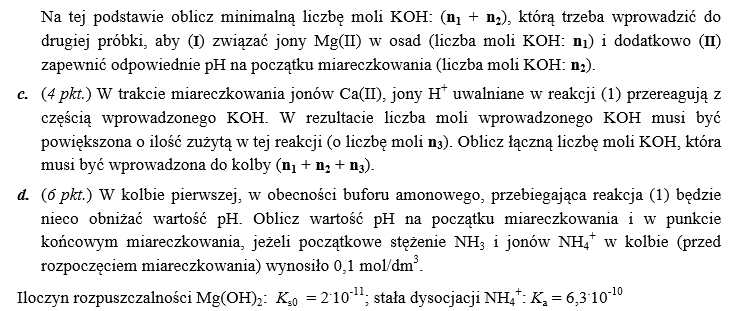 Na tej podstawie oblicz minimalną liczbę moli KOH: (n₁ + n₂), którą trzeba wprowadzić do
drugiej próbki, aby (I) związać jony Mg(II) w osad (liczba moli KOH: n₁) i dodatkowo (II)
zapewnić odpowiednie pH na początku miareczkowania (liczba moli KOH: n₂).
c. (4 pkt.) W trakcie miareczkowania jonów Ca(II), jony H⁺ uwalniane w reakcji (1) przereagują z
częścią wprowadzonego KOH. W rezultacie liczba moli wprowadzonego KOH musi być
powiększona o ilość zużytą w tej reakcji (o liczbę moli n₃). Oblicz łączną liczbę moli KOH, która
musi być wprowadzona do kolby (n₁ + n₂ + n₃).
d. (6 pkt.) W kolbie pierwszej, w obecności buforu amonowego, przebiegająca reakcja (1) będzie
nieco obniżać wartość pH. Oblicz wartość pH na początku miareczkowania i w punkcie
końcowym miareczkowania, jeżeli początkowe stężenie NH₃ i jonów NH₄⁺ w kolbie (przed
rozpoczęciem miareczkowania) wynosiło 0,1 mol/dm³.
Iloczyn rozpuszczalności Mg(OH)₂: Kₛ₀ = 2·10⁻¹¹; stała dysocjacji NH₄⁺: Kₐ = 6,3·10⁻¹⁰